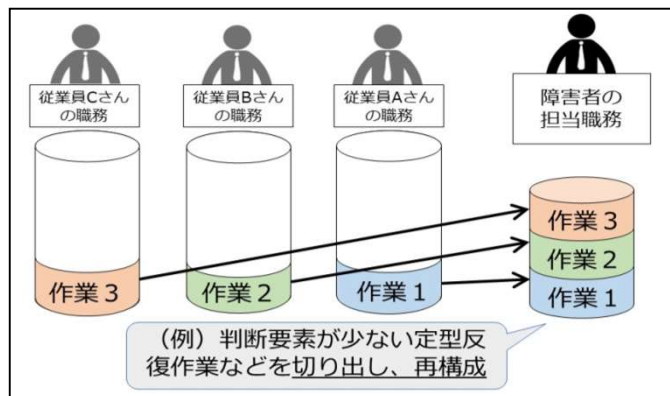 従業員Cさん
の職務
従業員Bさん
の職務
従業員Aさん
の職務
障害者の
担当職務
作業3
作業2
作業1
作業3
作業2
作業1
（例）判断要素が少ない定型反
復作業などを切り出し、再構成